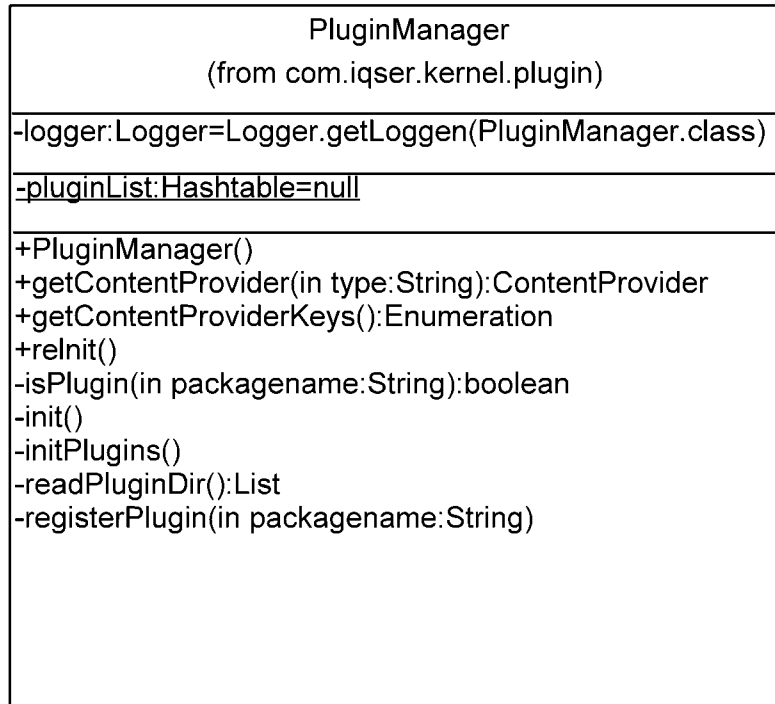 PluginManager
(from com.iqser.kernel.plugin)
-logger:Logger=Logger.getLoggen(PluginManager.class)
-pluginList:Hashtable=null
+PluginManager()
+getContentProvider(in type:String):ContentProvider
+getContentProviderKeys():Enumeration
+reInit()
-isPlugin(in packagename:String):boolean
-init()
-initPlugins()
-readPluginDir():List
-registerPlugin(in packagename:String)